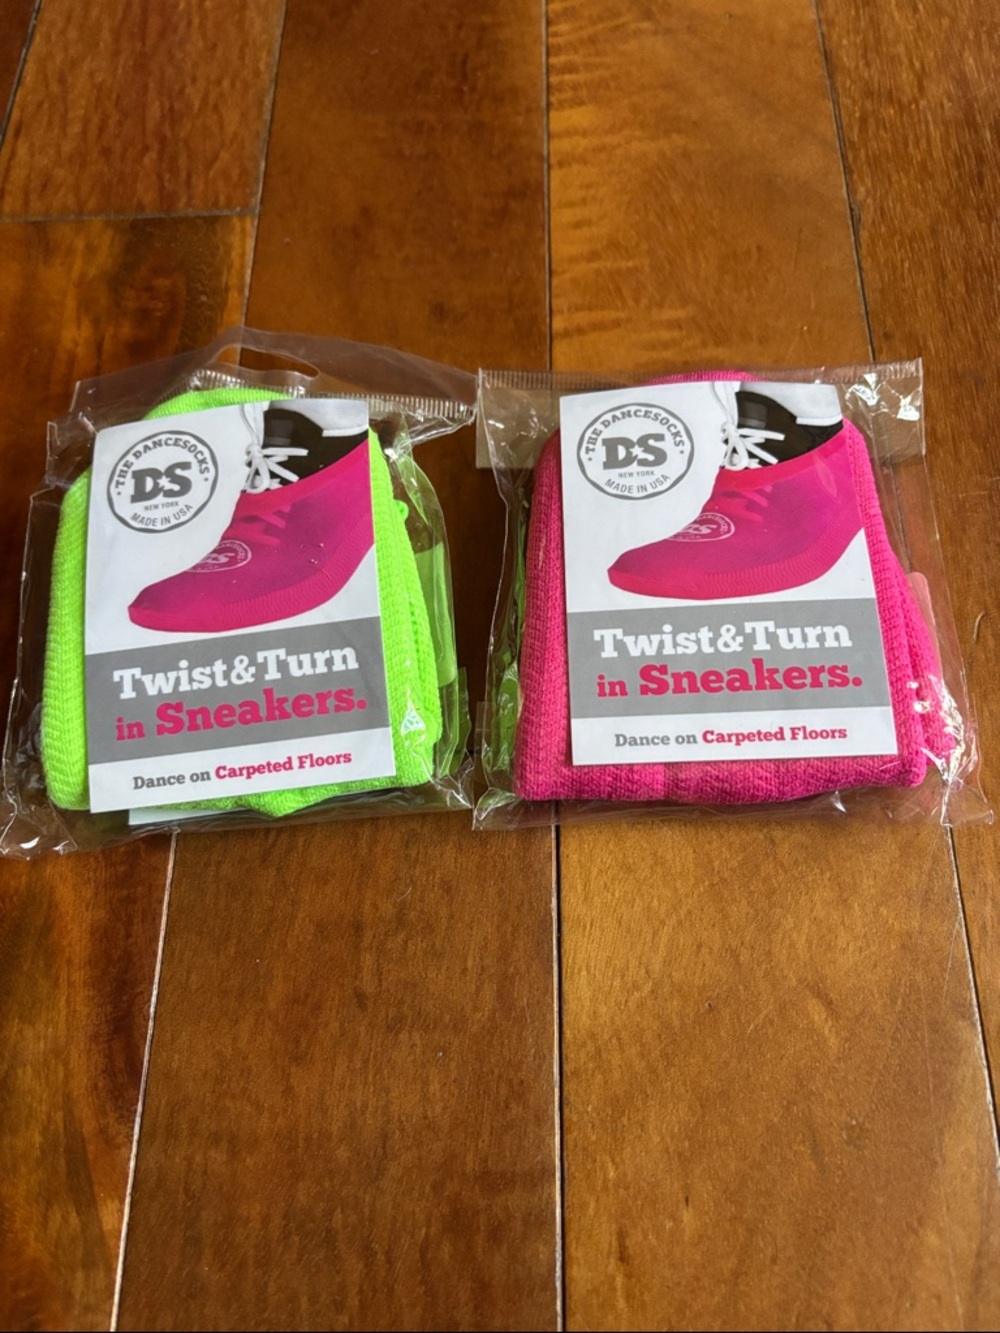 THE DANCESOCKS
DS
NEW YORK
MADE IN USA
Twist&Turn
in Sneakers.
Dance on Carpeted Floors
THE DANCESOCKS
DS
NEW YORK
MADE IN USA
Twist&Turn
in Sneakers.
Dance on Carpeted Floors